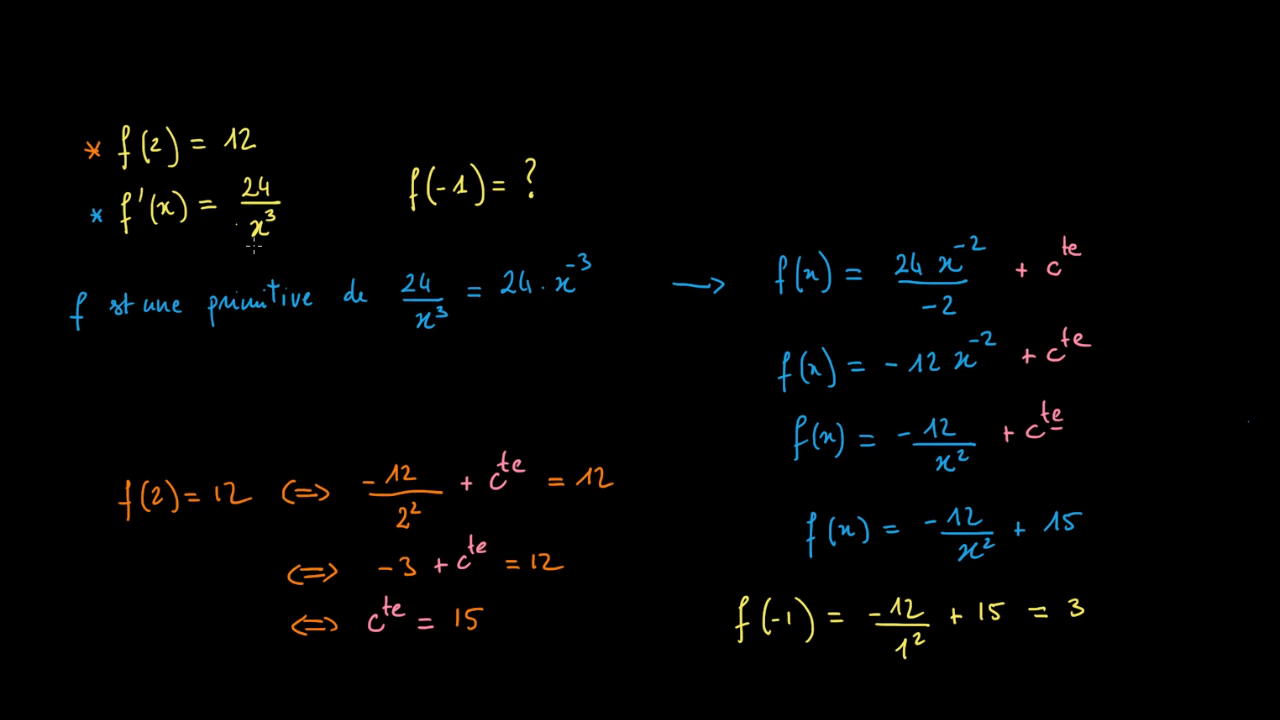 * f(2) = 12
* f'(x) = 24/x³
f(-1) = ?
f est une primitive de 24/x³ = 24 · x⁻³ → f(x) = 24 x⁻²/-2 + cᵗᵉ
f(x) = -12 x⁻² + cᵗᵉ
f(x) = -12/x² + cᵗᵉ
f(x) = -12/x² + 15
f(2) = 12 <=> -12/2² + cᵗᵉ = 12
<=> -3 + cᵗᵉ = 12
<=> cᵗᵉ = 15
f(-1) = -12/1² + 15 = 3